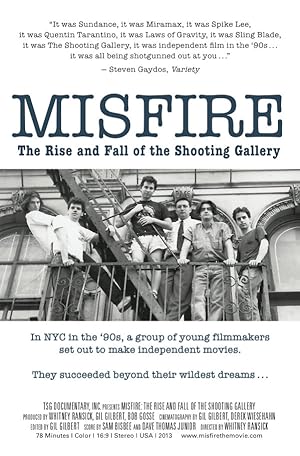 "It was Sundance, it was Miramax, it was Spike Lee,
it was Quentin Tarantino, it was Laws of Gravity, it was Sling Blade,
it was The Shooting Gallery, it was independent film in the '90s...
it was all being shotgunned out at you..."
– Steven Gaydos, Variety
MISFIRE
The Rise and Fall of the Shooting Gallery
In NYC in the '90s, a group of young filmmakers
set out to make independent movies.
They succeeded beyond their wildest dreams...
TSG DOCUMENTARY, INC. PRESENTS MISFIRE: THE RISE AND FALL OF THE SHOOTING GALLERY
PRODUCED BY WHITNEY RANSICK, GIL GILBERT, BOB GOSSE CINEMATOGRAPHY BY GIL GILBERT, DEREK WIESEHAHN
EDITED BY GIL GILBERT SCORE BY SAM BISBEE AND DAVE THOMAS JUNIOR DIRECTED BY WHITNEY RANSICK
78 Minutes | Color | 16:9 | Stereo | USA | 2013 www.misfirethemovie.com